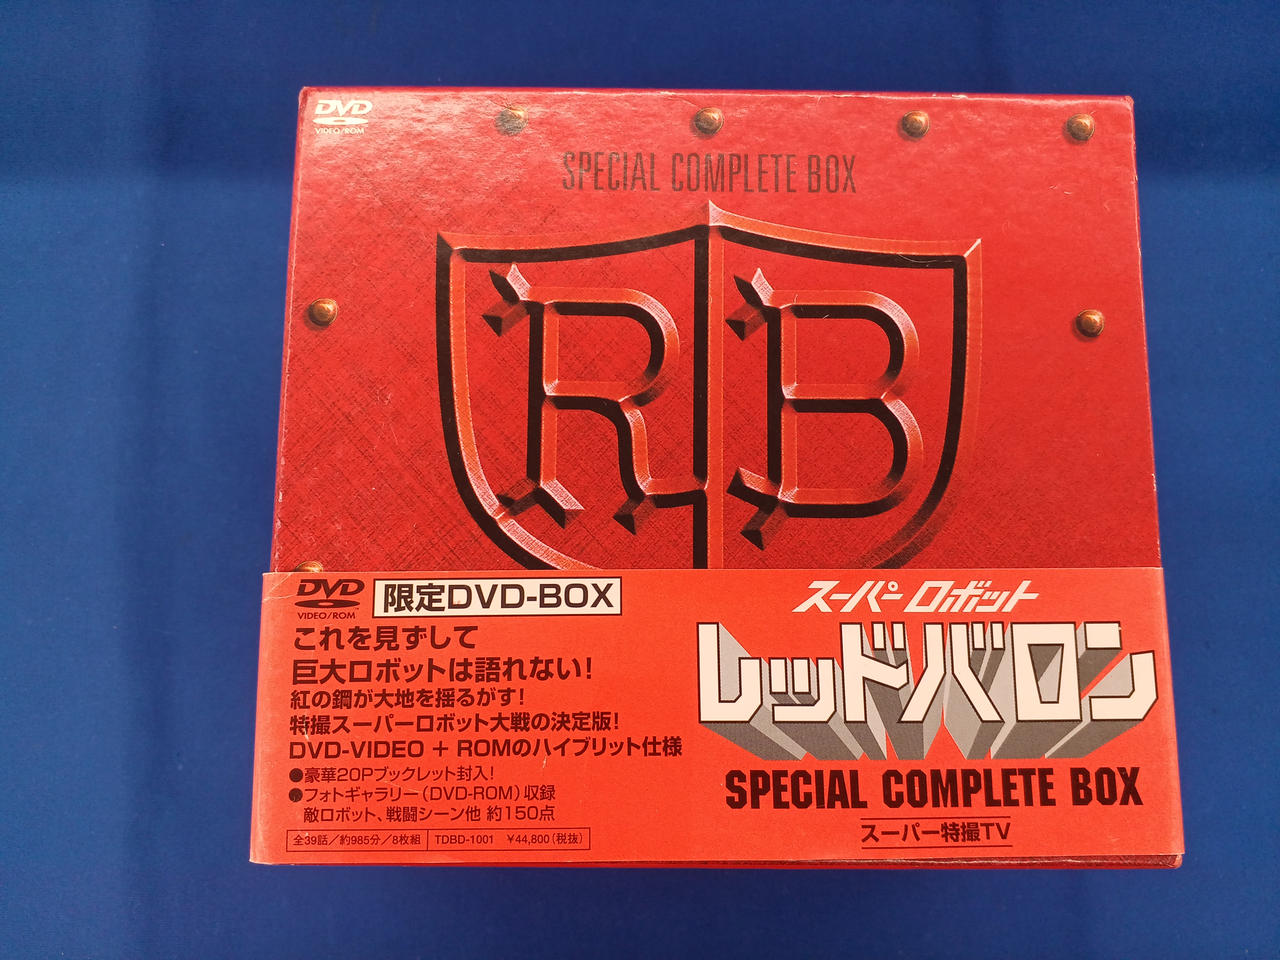 DVD
VIDEO/ROM
SPECIAL COMPLETE BOX
RB
DVD
VIDEO/ROM
限定DVD-BOX
これを見ずして
巨大ロボットは語れない!
紅の鋼が大地を揺るがす!
特撮スーパーロボット大戦の決定版!
DVD-VIDEO + ROMのハイブリット仕様
●豪華20Pブックレット封入!
●フォトギャラリー(DVD-ROM)収録
敵ロボット、戦闘シーン他 約150点
全39話/約985分/8枚組 TDBD-1001 ¥44,800(税抜)
スーパーロボット
レッドバロン
SPECIAL COMPLETE BOX
スーパー特撮TV